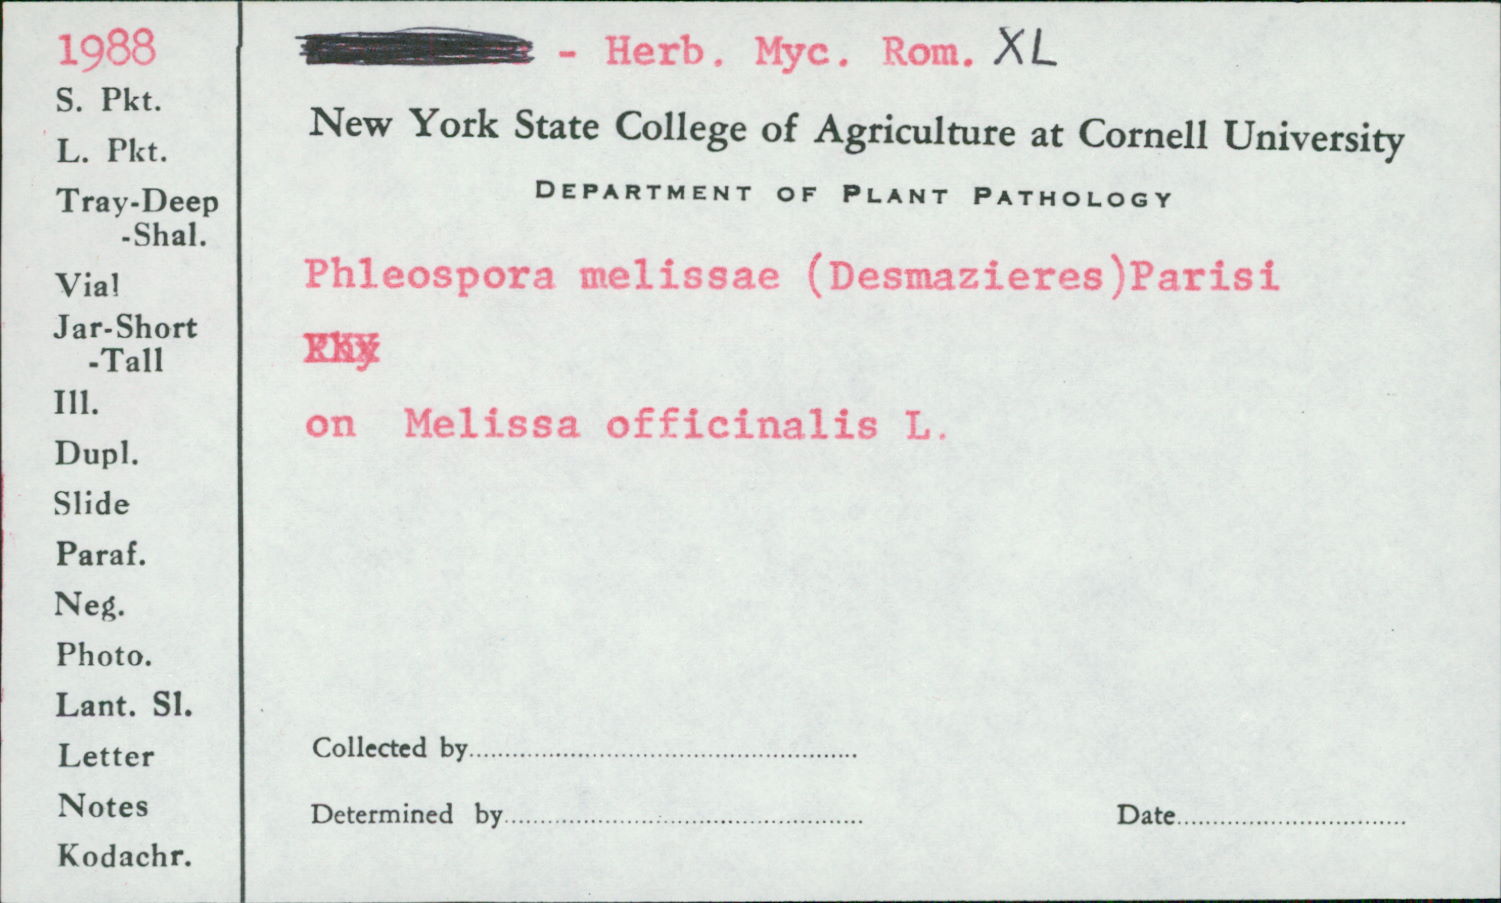 1988
S. Pkt.
L. Pkt.
Tray-Deep
-Shal.
Vial
Jar-Short
-Tall
Ill.
Dupl.
Slide
Paraf.
Neg.
Photo.
Lant. Sl.
Letter
Notes
Kodachr.
- Herb. Myc. Rom. XL
New York State College of Agriculture at Cornell University
DEPARTMENT OF PLANT PATHOLOGY
Phleospora melissae (Desmazieres)Parisi
on Melissa officinalis L.
Collected by
Determined by
Date